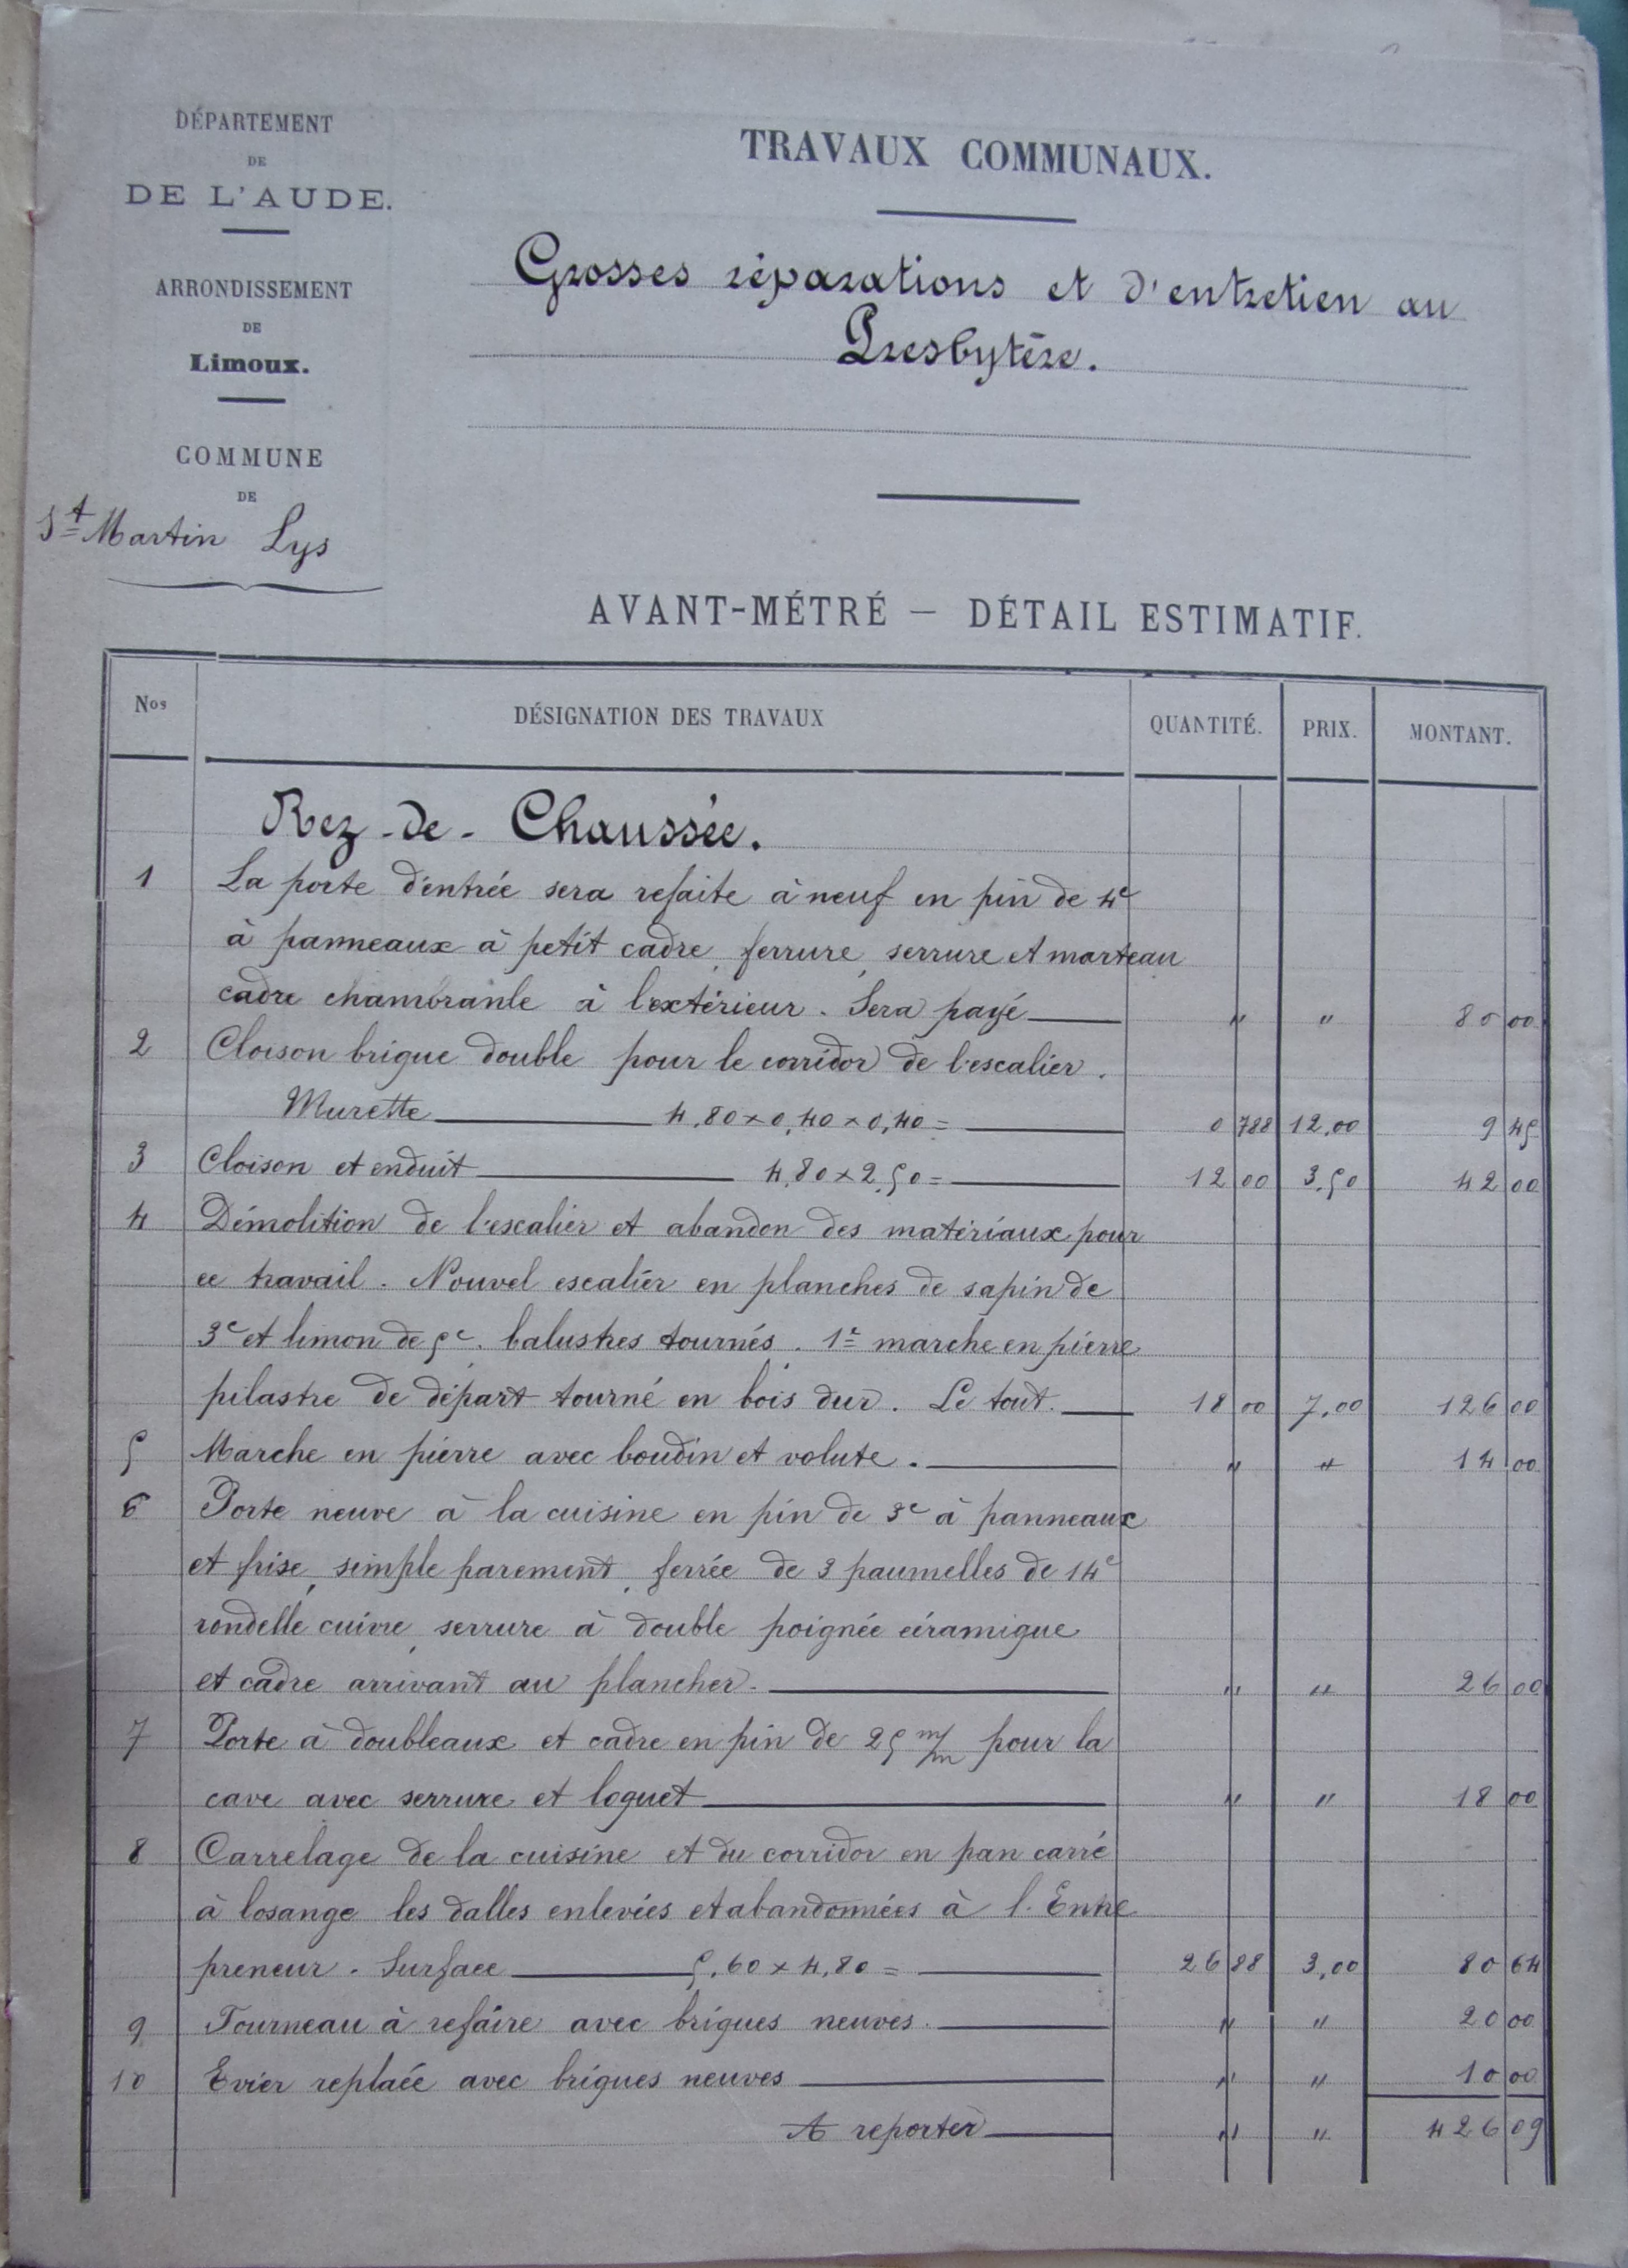 DÉPARTEMENT
DE
DE L'AUDE.
ARRONDISSEMENT
DE
Limoux.
COMMUNE
DE
St Martin Lys
TRAVAUX COMMUNAUX.
Grosses réparations et d'entretien au
Presbytère.
AVANT-MÉTRÉ — DÉTAIL ESTIMATIF.
Nos DÉSIGNATION DES TRAVAUX QUANTITÉ. PRIX. MONTANT.
Rez-de-Chaussée.
1 La porte d'entrée sera refaite à neuf en pin de 4c
à panneaux à petit cadre, ferrure, serrure et marteau
cadre chambranle à l'extérieur. Sera payé " " 80 00
2 Cloison brique double pour le corridor de l'escalier.
Murette 4,80 × 0,40 × 0,40 = 0 788 12,00 9 45
3 Cloison et enduit 4,80 × 2,50 = 12 00 3,50 42 00
4 Démolition de l'escalier et abandon des matériaux pour
ce travail. Nouvel escalier en planches de sapin de
3c et limon de 5c. balustres tournés. 1e marche en pierre
pilastre de départ tourné en bois dur. Le tout. 18 00 7,00 126 00
5 Marche en pierre avec boudin et volute. " " 14 00
6 Porte neuve à la cuisine en pin de 3c à panneaux
et frise, simple parement, ferrée de 3 paumelles de 14c
rondelle cuivre, serrure à double poignée céramique
et cadre arrivant au plancher. " " 26 00
7 Porte à doubleaux et cadre en pin de 25 m/m pour la
cave avec serrure et loquet " " 18 00
8 Carrelage de la cuisine et du corridor en pan carré
à losange les dalles enlevées et abandonnées à l'Entre
preneur. Surface 5,60 × 4,80 = 26 88 3,00 80 64
9 Fourneau à refaire avec briques neuves. " " 20 00
10 Evier replacé avec briques neuves " " 10 00
A reporter " " 426 09